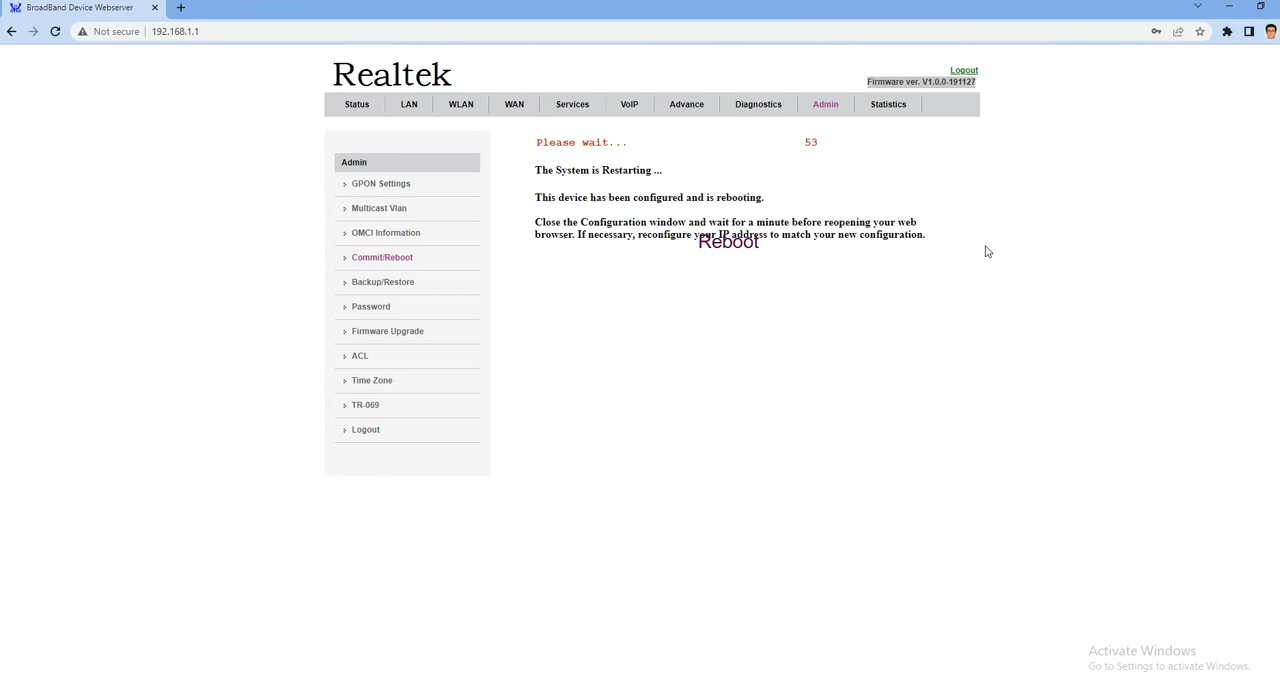 BroadBand Device Webserver
Not secure | 192.168.1.1
Realtek
Logout
Firmware ver. V1.0.0-191127
Status LAN WLAN WAN Services VoIP Advance Diagnostics Admin Statistics
Please wait... 53
Admin
The System is Restarting ...
GPON Settings
This device has been configured and is rebooting.
Multicast Vlan
Close the Configuration window and wait for a minute before reopening your web
browser. If necessary, reconfigure your IP address to match your new configuration.
Reboot
OMCI Information
Commit/Reboot
Backup/Restore
Password
Firmware Upgrade
ACL
Time Zone
TR-069
Logout
Activate Windows
Go to Settings to activate Windows.